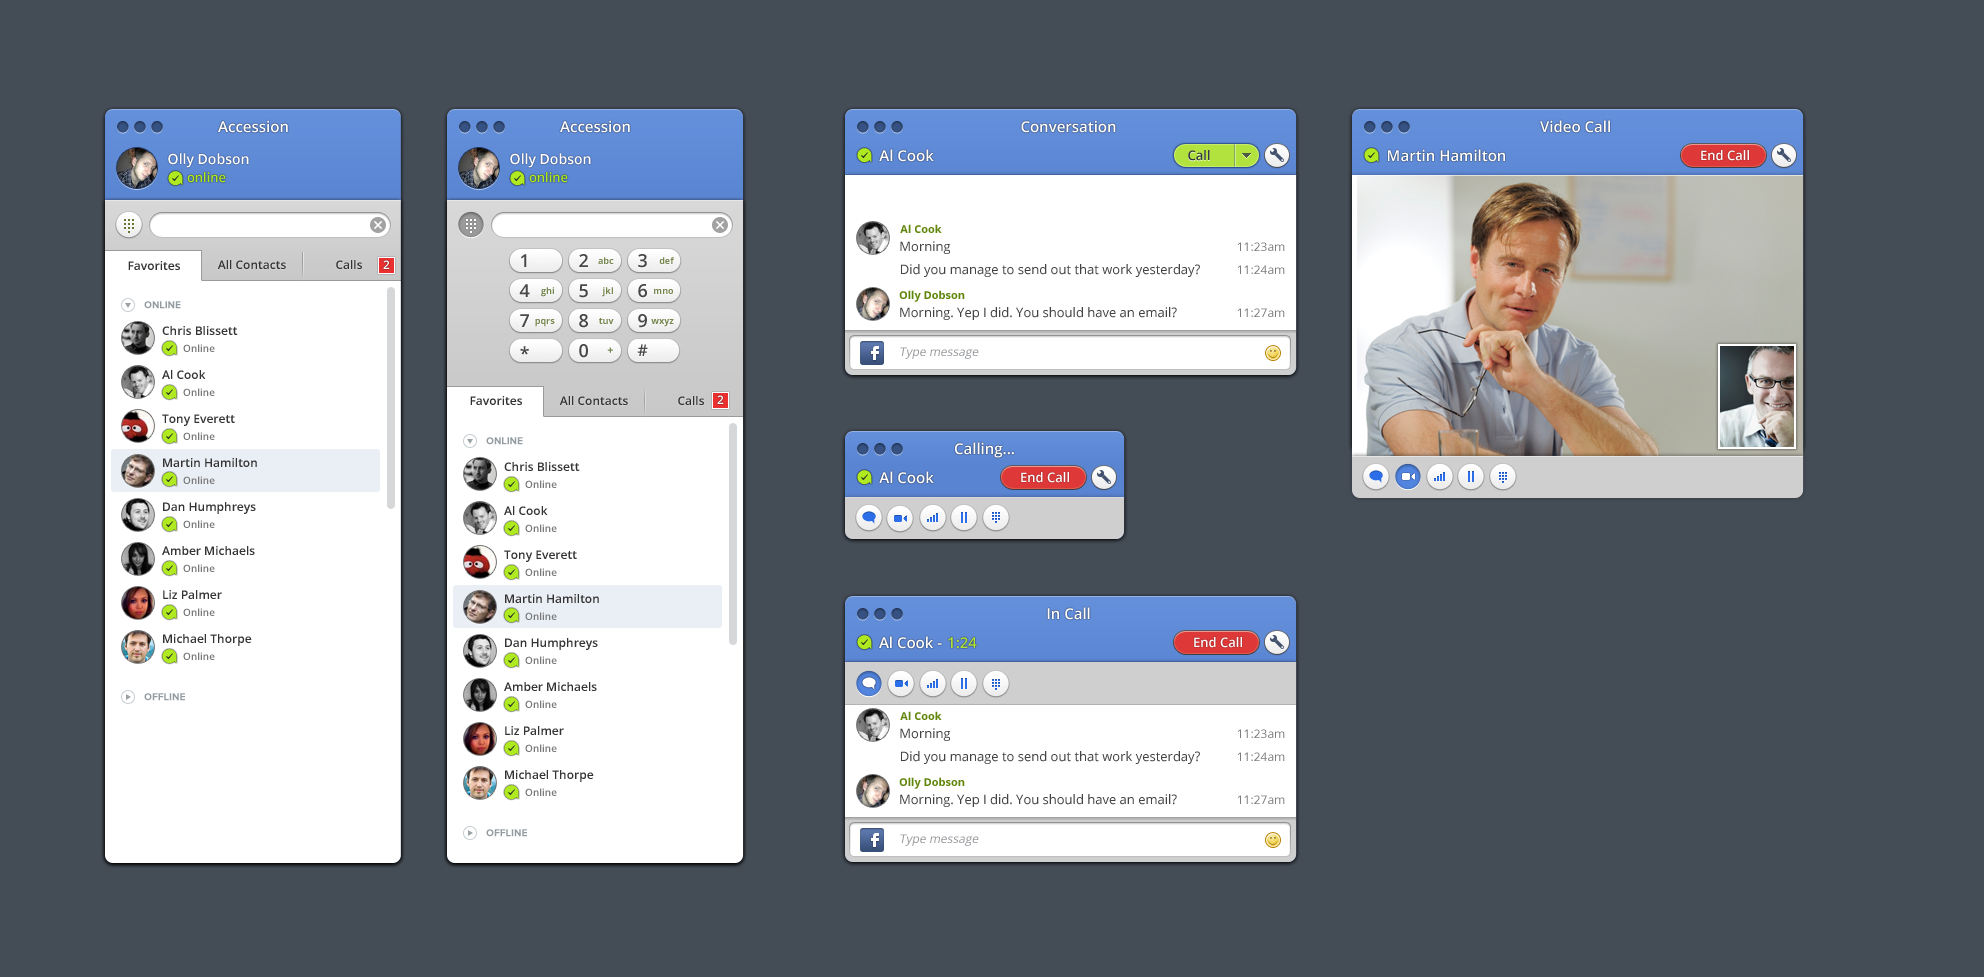 Accession
Olly Dobson
online
Favorites
All Contacts
Calls
2
ONLINE
Chris Blissett
Online
Al Cook
Online
Tony Everett
Online
Martin Hamilton
Online
Dan Humphreys
Online
Amber Michaels
Online
Liz Palmer
Online
Michael Thorpe
Online
OFFLINE
Accession
Olly Dobson
online
1
2 abc
3 def
4 ghi
5 jkl
6 mno
7 pqrs
8 tuv
9 wxyz
*
0 +
#
Favorites
All Contacts
Calls
2
ONLINE
Chris Blissett
Online
Al Cook
Online
Tony Everett
Online
Martin Hamilton
Online
Dan Humphreys
Online
Amber Michaels
Online
Liz Palmer
Online
Michael Thorpe
Online
OFFLINE
Conversation
Al Cook
Call
Al Cook
Morning 11:23am
Did you manage to send out that work yesterday? 11:24am
Olly Dobson
Morning. Yep I did. You should have an email? 11:27am
f
Type message
Calling...
Al Cook
End Call
In Call
Al Cook - 1:24
End Call
Al Cook
Morning 11:23am
Did you manage to send out that work yesterday? 11:24am
Olly Dobson
Morning. Yep I did. You should have an email? 11:27am
f
Type message
Video Call
Martin Hamilton
End Call